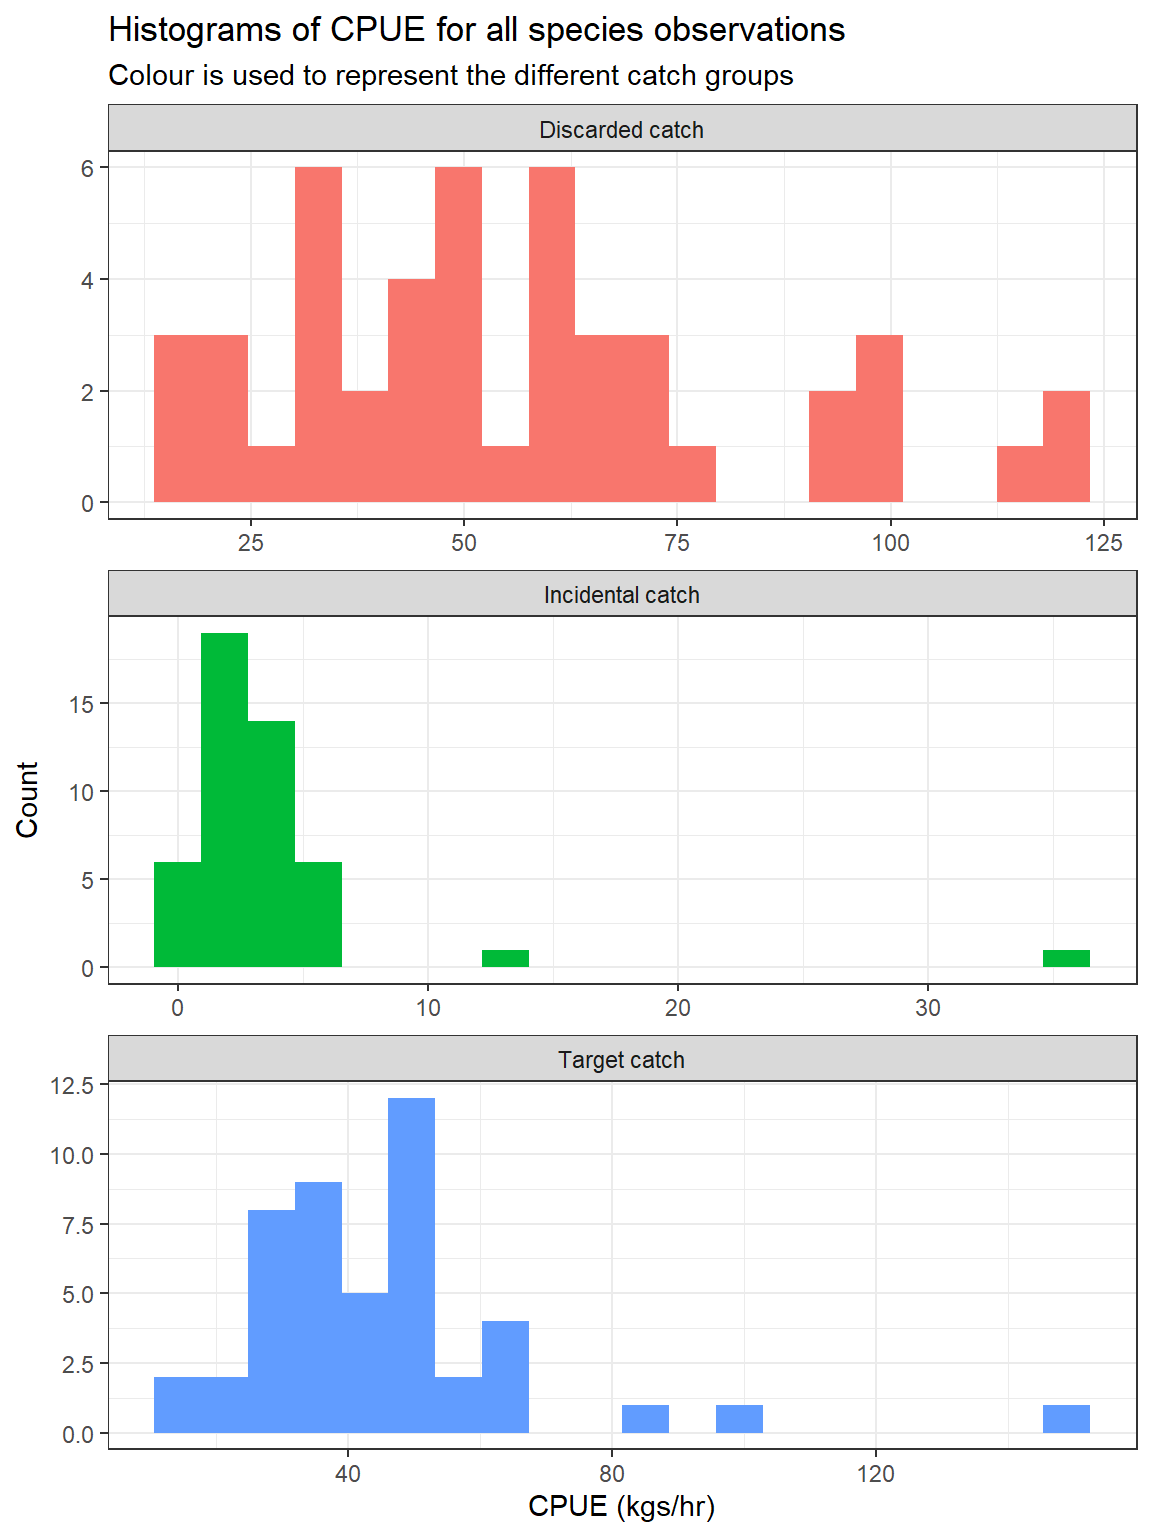 Histograms of CPUE for all species observations
Colour is used to represent the different catch groups
Discarded catch
6
4
2
0
25 50 75 100 125
Incidental catch
15
10
5
0
0 10 20 30
Count
Target catch
12.5
10.0
7.5
5.0
2.5
0.0
40 80 120
CPUE (kgs/hr)